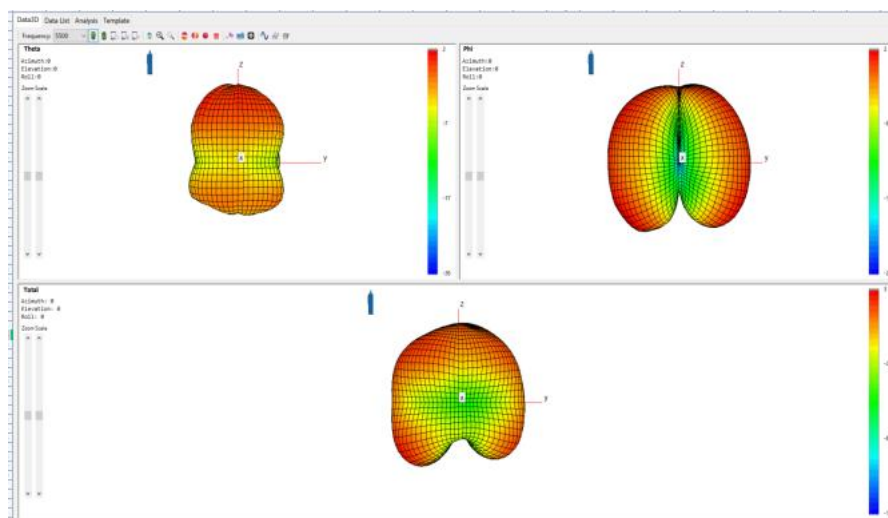 Data3D Data List Analysis Template
Frequency: 5500
Theta
Azimuth:0
Elevation:0
Roll:0
Zoom Scale
Z
x
y
Phi
Azimuth:0
Elevation:0
Roll:0
Zoom Scale
Z
x
y
Total
Azimuth: 0
Elevation: 0
Roll: 0
Zoom Scale
Z
x
y